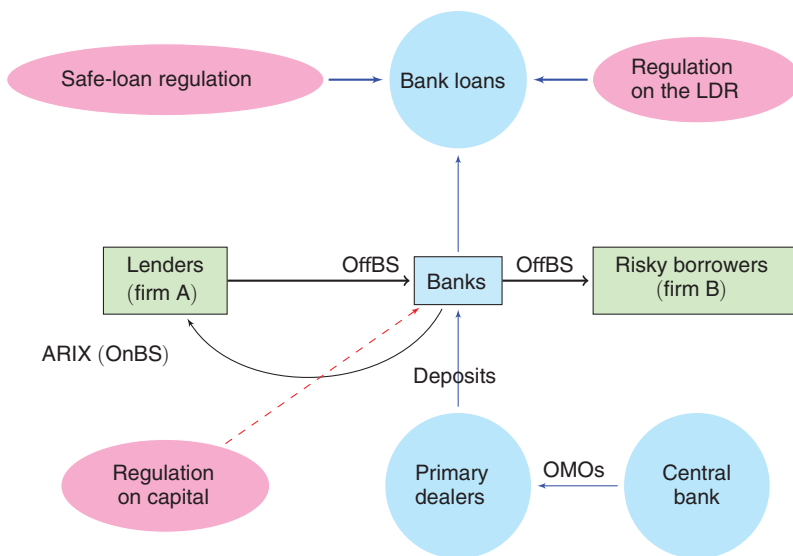 Safe-loan regulation
Bank loans
Regulation
on the LDR
Lenders
(firm A)
OffBS
Banks
OffBS
Risky borrowers
(firm B)
ARIX (OnBS)
Deposits
Regulation
on capital
Primary
dealers
OMOs
Central
bank